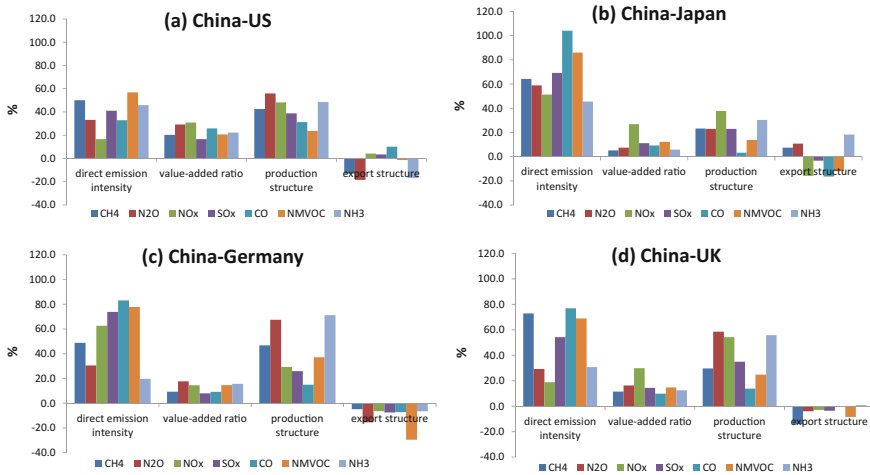 (a) China-US
120.0
100.0
80.0
60.0
40.0
20.0
0.0
-20.0
-40.0
%
direct emission intensity
value-added ratio
production structure
export structure
CH4 N2O NOx SOx CO NMVOC NH3
(b) China-Japan
120.0
100.0
80.0
60.0
40.0
20.0
0.0
-20.0
-40.0
%
direct emission intensity
value-added ratio
production structure
export structure
CH4 N2O NOx SOx CO NMVOC NH3
(c) China-Germany
120.0
100.0
80.0
60.0
40.0
20.0
0.0
-20.0
-40.0
%
direct emission intensity
value-added ratio
production structure
export structure
CH4 N2O NOx SOx CO NMVOC NH3
(d) China-UK
120.0
100.0
80.0
60.0
40.0
20.0
0.0
-20.0
-40.0
%
direct emission intensity
value-added ratio
production structure
export structure
CH4 N2O NOx SOx CO NMVOC NH3